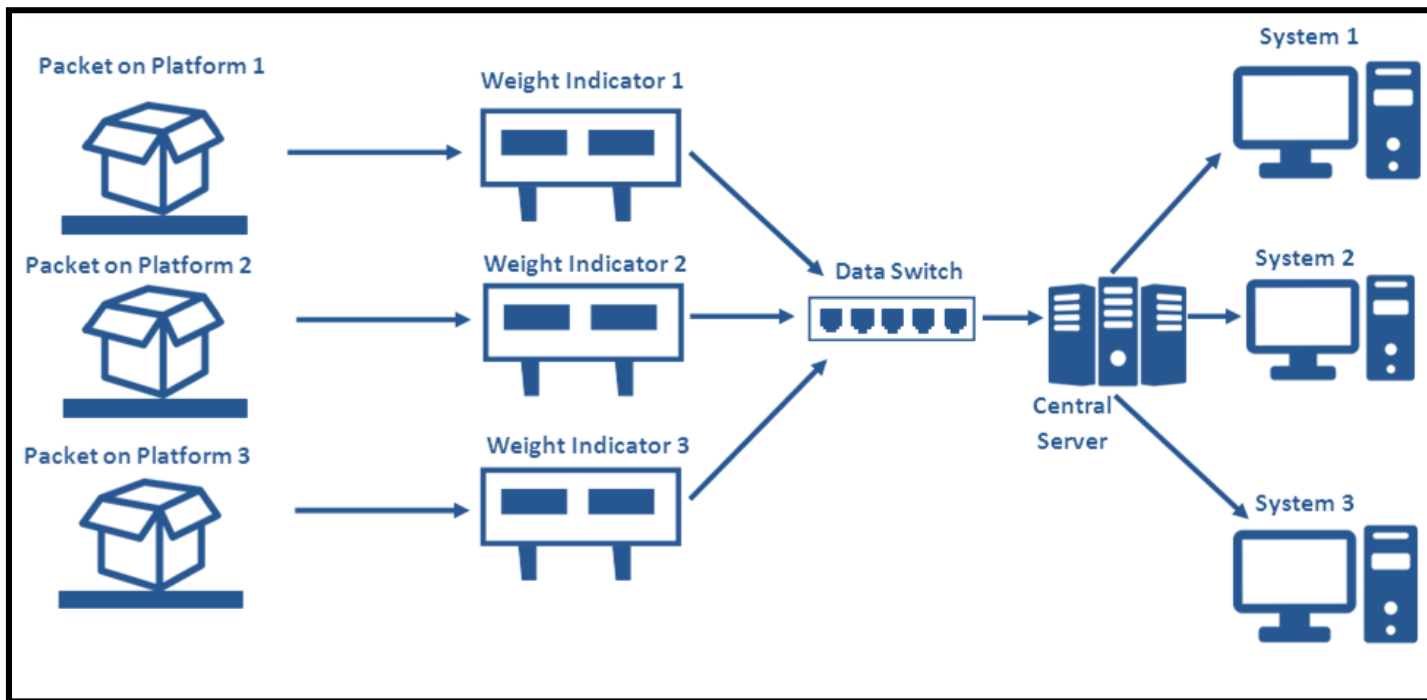 Packet on Platform 1
Weight Indicator 1
System 1
Packet on Platform 2
Weight Indicator 2
Data Switch
System 2
Central
Server
Packet on Platform 3
Weight Indicator 3
System 3